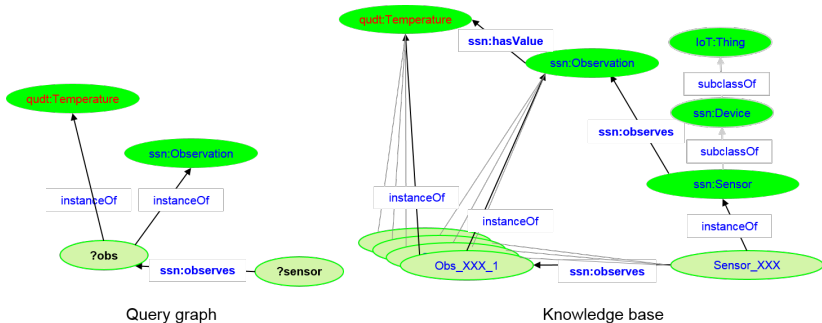 qudt:Temperature
ssn:Observation
instanceOf
instanceOf
?obs
ssn:observes
?sensor
Query graph
qudt:Temperature
ssn:hasValue
ssn:Observation
IoT:Thing
subclassOf
ssn:Device
ssn:observes
subclassOf
ssn:Sensor
instanceOf
instanceOf
instanceOf
Obs_XXX_1
ssn:observes
Sensor_XXX
Knowledge base